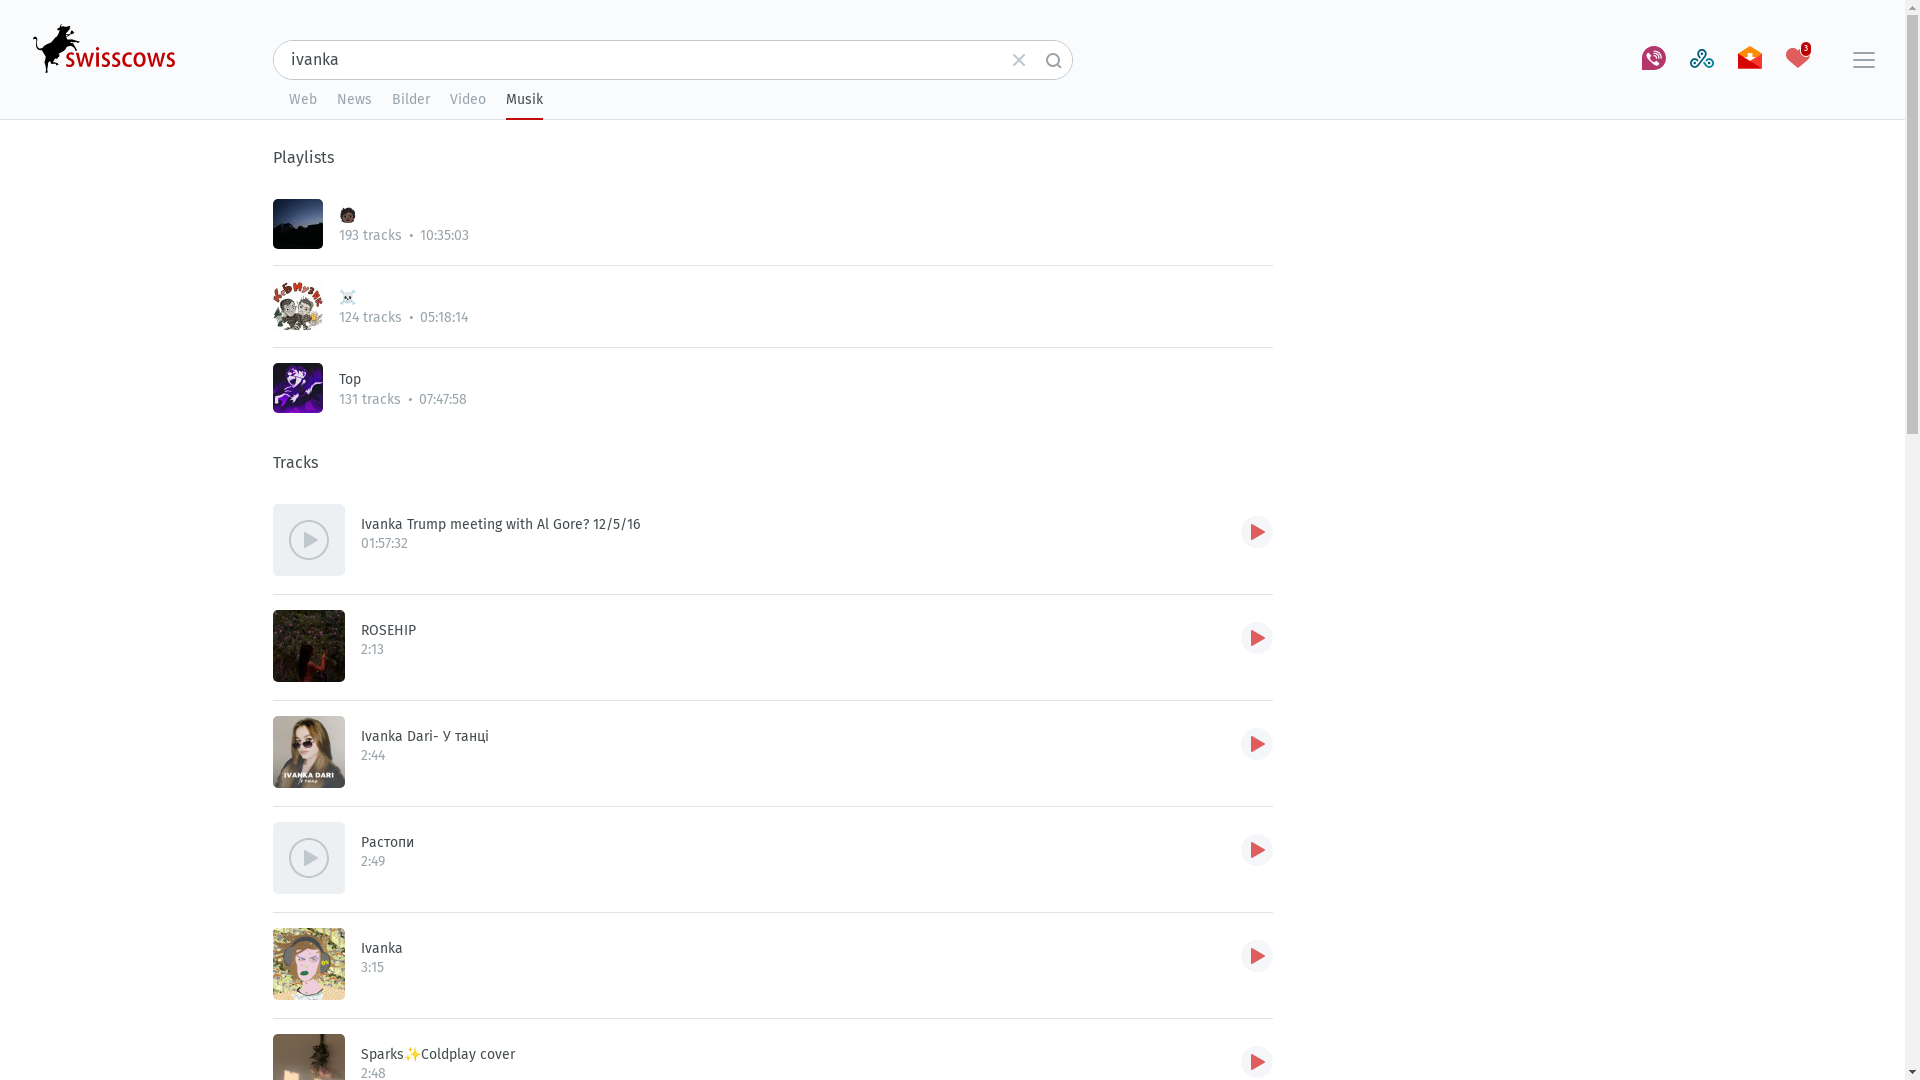 swisscows
ivanka
3
Web News Bilder Video Musik
Playlists
193 tracks • 10:35:03
☠️
124 tracks • 05:18:14
Top
131 tracks • 07:47:58
Tracks
Ivanka Trump meeting with Al Gore? 12/5/16
01:57:32
ROSEHIP
2:13
Ivanka Dari- У танці
2:44
IVANKA DARI
Растопи
2:49
Ivanka
3:15
Sparks✨Coldplay cover
2:48